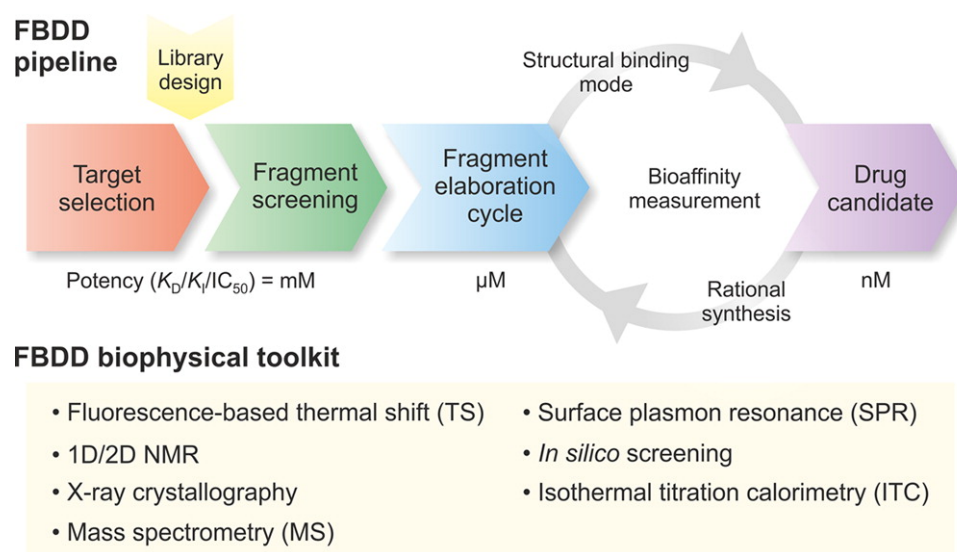 FBDD
pipeline
Library
design
Structural binding
mode
Target
selection
Fragment
screening
Fragment
elaboration
cycle
Bioaffinity
measurement
Drug
candidate
Potency (KD/KI/IC50) = mM
µM
Rational
synthesis
nM
FBDD biophysical toolkit
• Fluorescence-based thermal shift (TS)
• 1D/2D NMR
• X-ray crystallography
• Mass spectrometry (MS)
• Surface plasmon resonance (SPR)
• In silico screening
• Isothermal titration calorimetry (ITC)